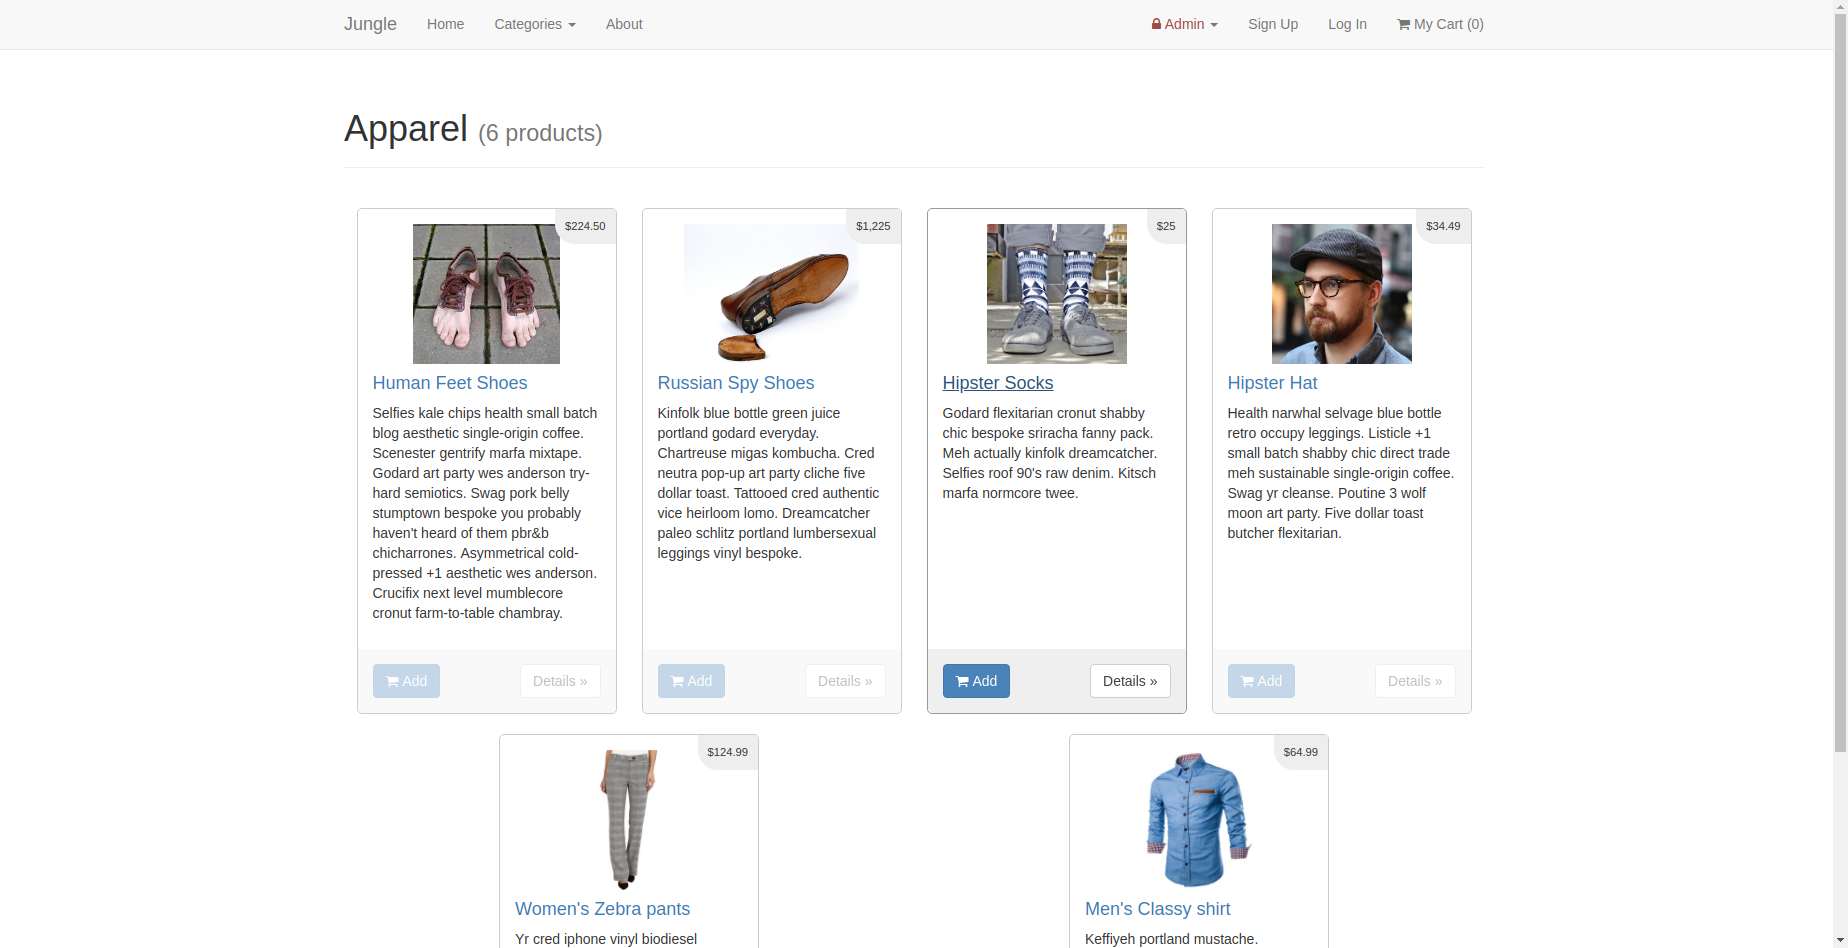 Jungle Home Categories About Admin Sign Up Log In My Cart (0)
Apparel (6 products)
$224.50
Human Feet Shoes
Selfies kale chips health small batch
blog aesthetic single-origin coffee.
Scenester gentrify marfa mixtape.
Godard art party wes anderson try-
hard semiotics. Swag pork belly
stumptown bespoke you probably
haven't heard of them pbr&b
chicharrones. Asymmetrical cold-
pressed +1 aesthetic wes anderson.
Crucifix next level mumblecore
cronut farm-to-table chambray.
Add Details »
$1,225
Russian Spy Shoes
Kinfolk blue bottle green juice
portland godard everyday.
Chartreuse migas kombucha. Cred
neutra pop-up art party cliche five
dollar toast. Tattooed cred authentic
vice heirloom lomo. Dreamcatcher
paleo schlitz portland lumbersexual
leggings vinyl bespoke.
Add Details »
$25
Hipster Socks
Godard flexitarian cronut shabby
chic bespoke sriracha fanny pack.
Meh actually kinfolk dreamcatcher.
Selfies roof 90's raw denim. Kitsch
marfa normcore twee.
Add Details »
$34.49
Hipster Hat
Health narwhal selvage blue bottle
retro occupy leggings. Listicle +1
small batch shabby chic direct trade
meh sustainable single-origin coffee.
Swag yr cleanse. Poutine 3 wolf
moon art party. Five dollar toast
butcher flexitarian.
Add Details »
$124.99
Women's Zebra pants
Yr cred iphone vinyl biodiesel
$64.99
Men's Classy shirt
Keffiyeh portland mustache.